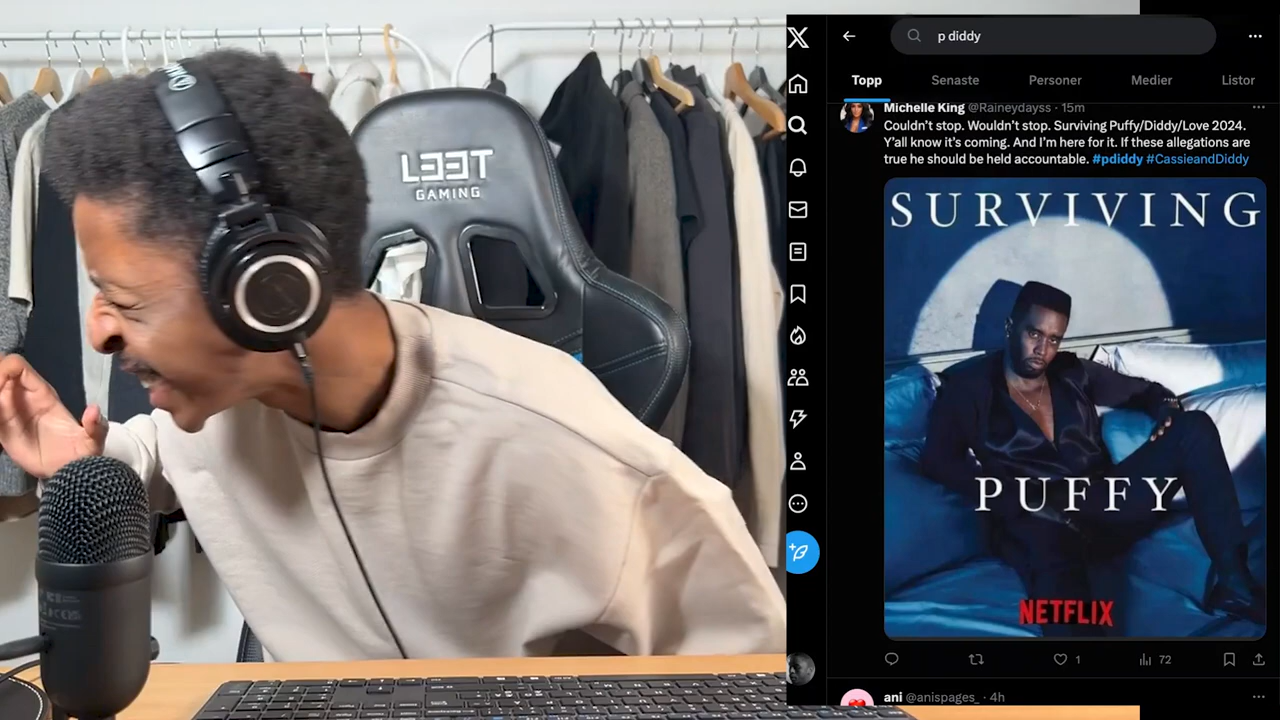 L33T
GAMING
p diddy
Topp
Senaste
Personer
Medier
Listor
Michelle King @Raineydayss · 15m
Couldn't stop. Wouldn't stop. Surviving Puffy/Diddy/Love 2024.
Y'all know it's coming. And I'm here for it. If these allegations are
true he should be held accountable. #pdiddy #CassieandDiddy
SURVIVING
PUFFY
NETFLIX
1
72
ani @anispages_ · 4h